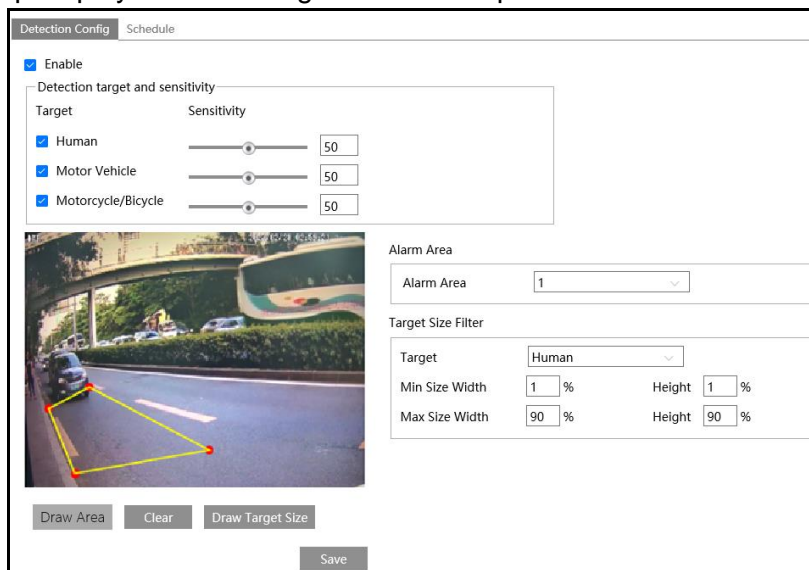 Detection Config Schedule
Enable
Detection target and sensitivity
Target Sensitivity
Human 50
Motor Vehicle 50
Motorcycle/Bicycle 50
Alarm Area
Alarm Area 1
Target Size Filter
Target Human
Min Size Width 1 % Height 1 %
Max Size Width 90 % Height 90 %
Draw Area Clear Draw Target Size
Save